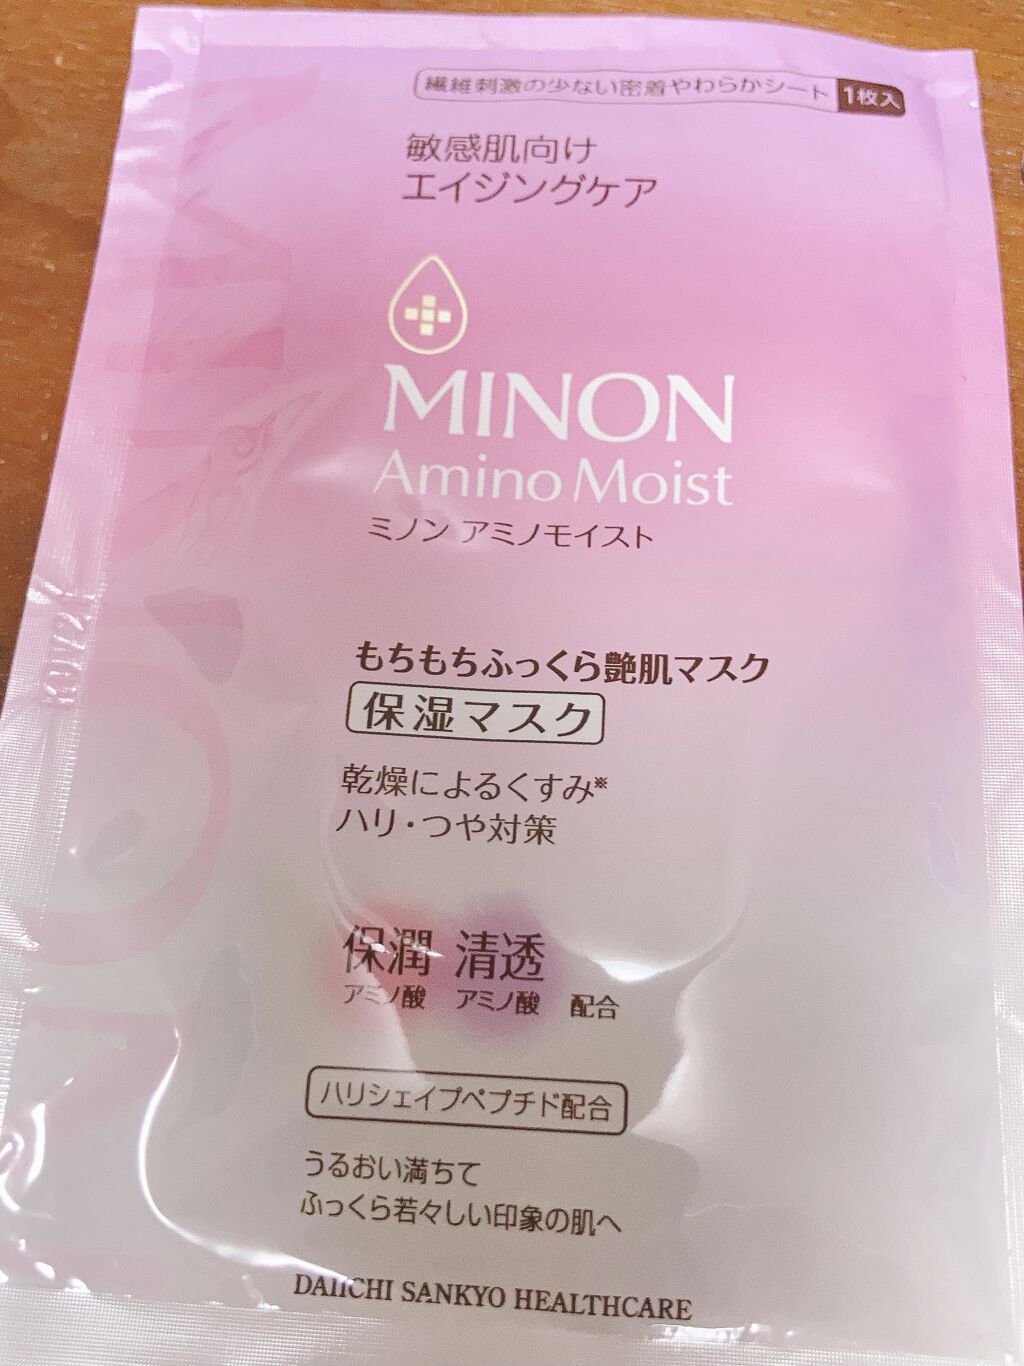 繊維刺激の少ない密着やわらかシート 1枚入
敏感肌向け
エイジングケア
MINON
Amino Moist
ミノン アミノモイスト
もちもちふっくら艶肌マスク
保湿マスク
乾燥によるくすみ※
ハリ・つや対策
保潤 清透
アミノ酸 アミノ酸 配合
ハリシェイプペプチド配合
うるおい満ちて
ふっくら若々しい印象の肌へ
DAIICHI SANKYO HEALTHCARE